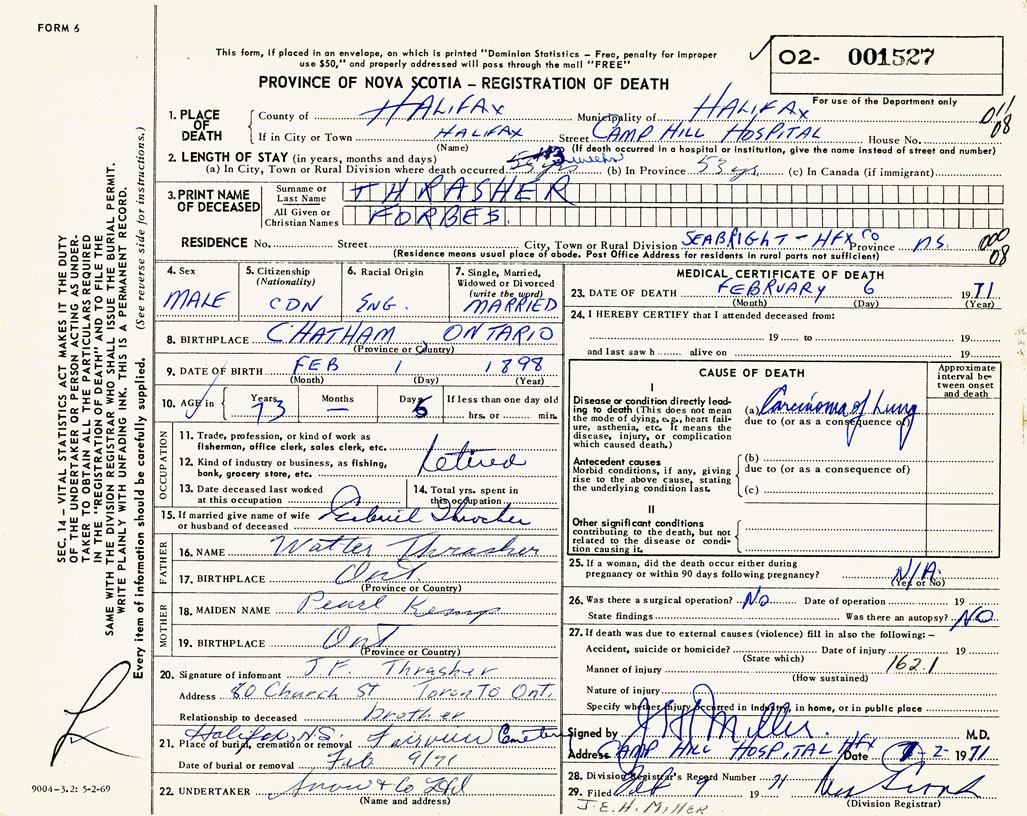 FORM 6
This form, if placed in an envelope, on which is printed "Dominion Statistics – Free, penalty for improper
use $50," and properly addressed will pass through the mail "FREE"
O2- 001527
PROVINCE OF NOVA SCOTIA – REGISTRATION OF DEATH
For use of the Department only
1. PLACE OF DEATH
County of HALIFAX Municipality of HALIFAX 011
If in City or Town HALIFAX Street CAMP HILL HOSPITAL House No. 08
(Name) (If death occurred in a hospital or institution, give the name instead of street and number)
2. LENGTH OF STAY (in years, months and days)
(a) In City, Town or Rural Division where death occurred weeks (b) In Province 53 yrs. (c) In Canada (if immigrant)
3. PRINT NAME OF DECEASED
Surname or Last Name THRASHER
All Given or Christian Names FORBES.
RESIDENCE No. Street City, Town or Rural Division SEABRIGHT – HFX CO Province N.S. 000 08
(Residence means usual place of abode. Post Office Address for residents in rural parts not sufficient)
4. Sex MALE
5. Citizenship (Nationality) CDN
6. Racial Origin ENG.
7. Single, Married, Widowed or Divorced (write the word) MARRIED
8. BIRTHPLACE CHATHAM ONTARIO
(Province or Country)
9. DATE OF BIRTH FEB 1 1898
(Month) (Day) (Year)
10. AGE in Years 73 Months — Days 6 If less than one day old
hrs. or min.
OCCUPATION
11. Trade, profession, or kind of work as
fisherman, office clerk, sales clerk, etc.
12. Kind of industry or business, as fishing,
bank, grocery store, etc.
Retired
13. Date deceased last worked
at this occupation
14. Total yrs. spent in
this occupation
15. If married give name of wife
or husband of deceased
FATHER
16. NAME Walter Thrasher
17. BIRTHPLACE Ont.
(Province or Country)
MOTHER
18. MAIDEN NAME Pearl Kemp
19. BIRTHPLACE Ont
(Province or Country)
20. Signature of informant J.F. Thrasher
Address 80 Church St Toronto Ont.
Relationship to deceased brother
21. Place of burial, cremation or removal Halifax, N.S. Fairview Cemetery
Date of burial or removal Feb 9/71
22. UNDERTAKER Snow & Co Ltd
(Name and address)
MEDICAL CERTIFICATE OF DEATH
23. DATE OF DEATH FEBRUARY 6 1971
(Month) (Day) (Year)
24. I HEREBY CERTIFY that I attended deceased from:
19 to 19
and last saw h alive on 19
CAUSE OF DEATH
Approximate interval between onset and death
I
Disease or condition directly leading
to death (This does not mean
the mode of dying, e.g., heart failure,
asthenia, etc. It means the
disease, injury, or complication
which caused death.)
(a) Carcinoma of Lung
due to (or as a consequence of)
Antecedent causes
Morbid conditions, if any, giving
rise to the above cause, stating
the underlying condition last.
(b)
due to (or as a consequence of)
(c)
II
Other significant conditions
contributing to the death, but not
related to the disease or condition
causing it.
25. If a woman, did the death occur either during
pregnancy or within 90 days following pregnancy? N/A.
(Yes or No)
26. Was there a surgical operation? NO Date of operation 19
State findings Was there an autopsy? NO
27. If death was due to external causes (violence) fill in also the following: –
Accident, suicide or homicide? Date of injury 19
(State which)
Manner of injury 162.1
(How sustained)
Nature of injury
Specify whether injury occurred in Industry, in home, or in public place
Signed by J H Miller M.D.
Address CAMP HILL HOSPITAL Hfx Date 7-2- 1971
28. Division Registrar's Record Number
29. Filed Feb 9 1971
(Division Registrar)
J.E.H. MILLER
SEC. 14 – VITAL STATISTICS ACT MAKES IT THE DUTY
OF THE UNDERTAKER OR PERSON ACTING AS UNDER-
TAKER TO OBTAIN ALL THE PARTICULARS REQUIRED
IN THE "REGISTRATION OF DEATH" AND TO FILE THE
SAME WITH THE DIVISION REGISTRAR WHO SHALL ISSUE THE BURIAL PERMIT.
WRITE PLAINLY WITH UNFADING INK. THIS IS A PERMANENT RECORD.
Every item of information should be carefully supplied. (See reverse side for instructions.)
9004-3.2: 5-2-69